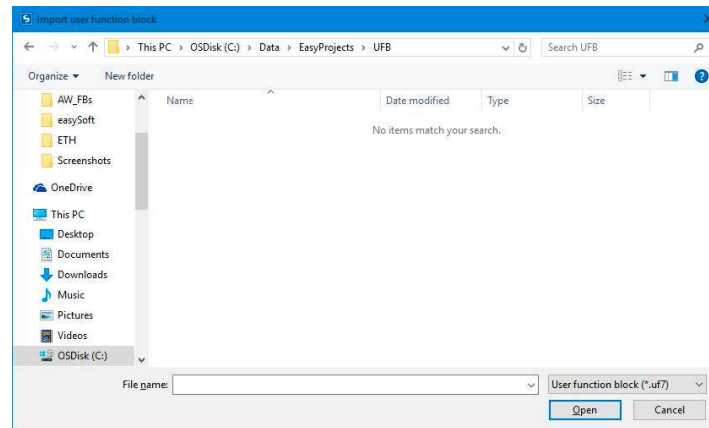 Import user function block
This PC > OSDisk (C:) > Data > EasyProjects > UFB
Search UFB
Organize
New folder
Name
Date modified
Type
Size
No items match your search.
AW_FBs
easySoft
ETH
Screenshots
OneDrive
This PC
Desktop
Documents
Downloads
Music
Pictures
Videos
OSDisk (C:)
File name:
User function block (*.uf7)
Open
Cancel